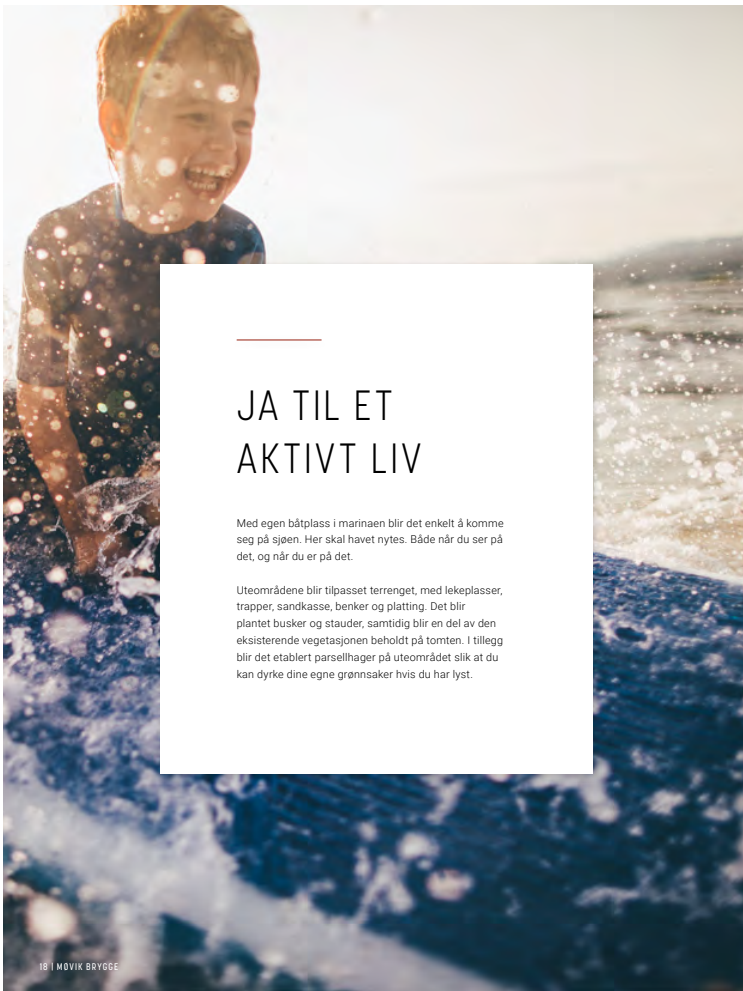 JA TIL ET
AKTIVT LIV
Med egen båtplass i marinaen blir det enkelt å komme
seg på sjøen. Her skal havet nytes. Både når du ser på
det, og når du er på det.
Uteområdene blir tilpasset terrenget, med lekeplasser,
trapper, sandkasse, benker og platting. Det blir
plantet busker og stauder, samtidig blir en del av den
eksisterende vegetasjonen beholdt på tomten. I tillegg
blir det etablert parsellhager på uteområdet slik at du
kan dyrke dine egne grønnsaker hvis du har lyst.
18 | MØVIK BRYGGE